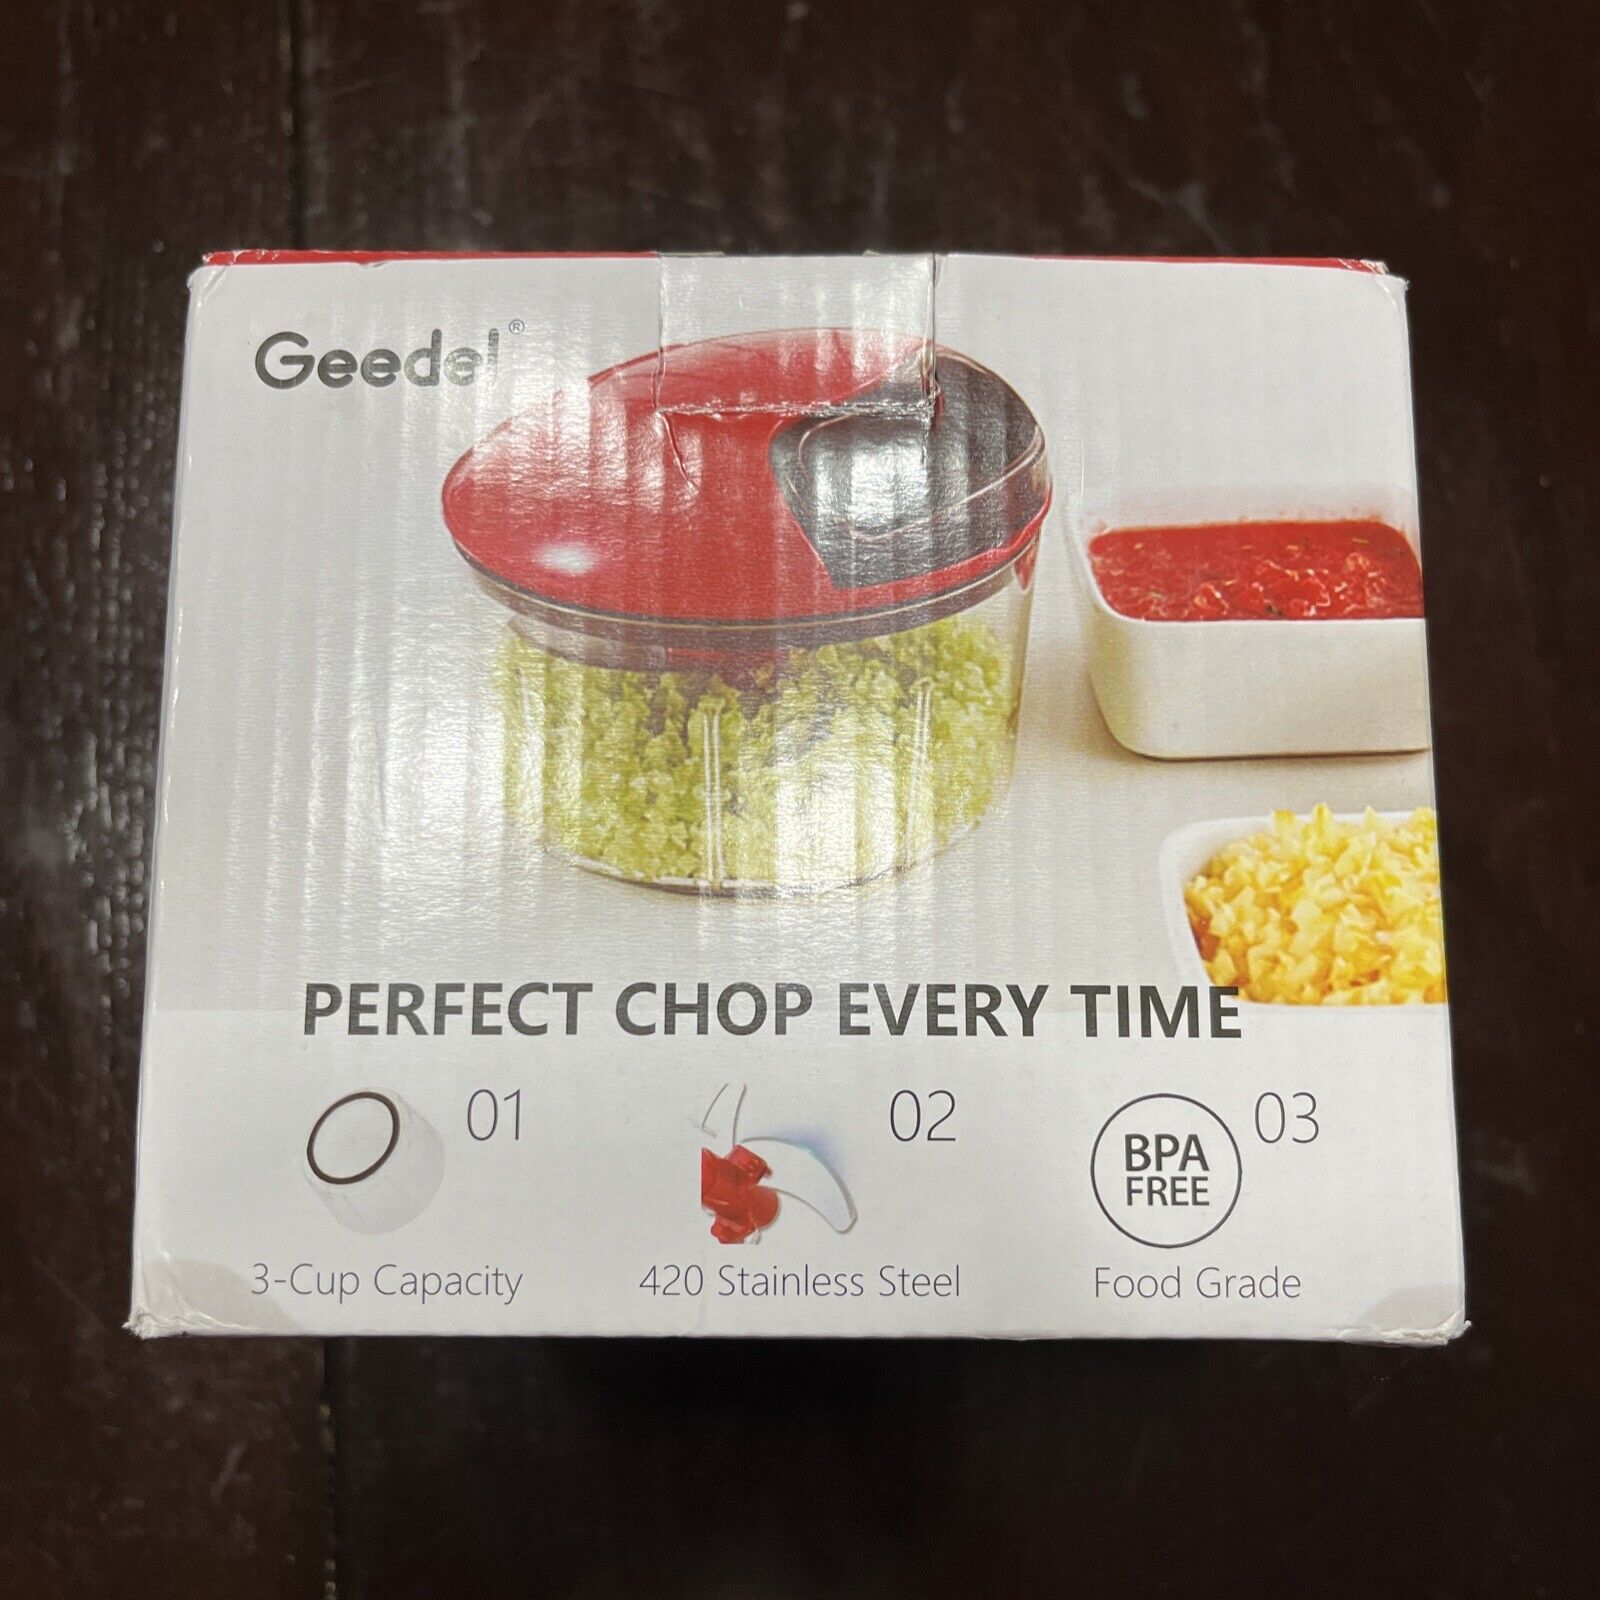 Geedel®
PERFECT CHOP EVERY TIME
01
02
03
BPA
FREE
3-Cup Capacity
420 Stainless Steel
Food Grade